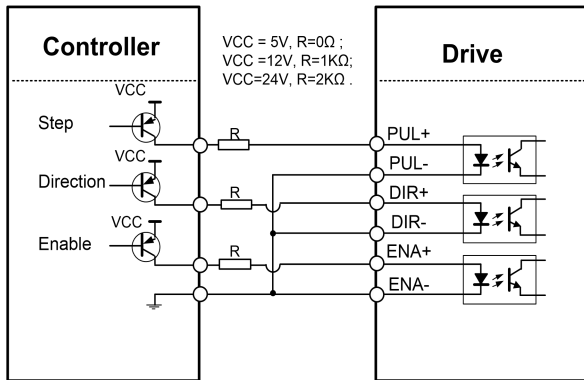 Controller
VCC = 5V, R=0Ω ;
VCC =12V, R=1KΩ;
VCC=24V, R=2KΩ .
Drive
VCC
Step
R
PUL+
VCC
PUL-
Direction
R
DIR+
VCC
DIR-
Enable
R
ENA+
ENA-